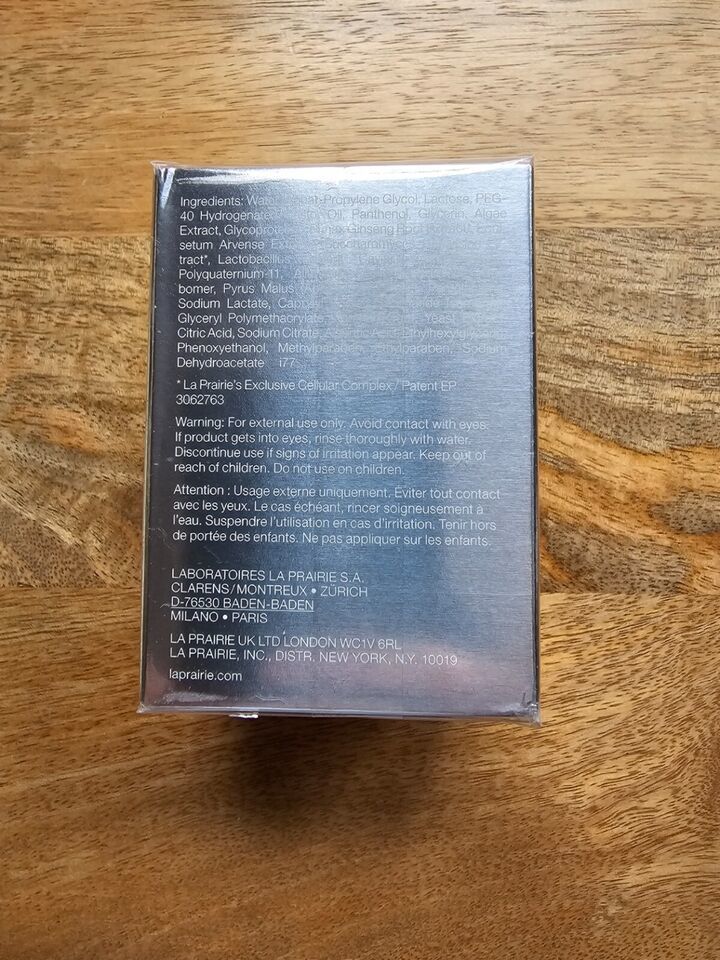 Ingredients: Water Propylene Glycol, Lactose, PEG-
40 Hydrogenated Oil, Panthenol, Glycerin, Algae
Extract, Glycoproteins Ginseng
setum Arvense
tract*, Lactobacillus
Polyquaternium-11,
bomer, Pyrus Malus
Sodium Lactate,
Glyceryl Polymethacrylate Yeast
Citric Acid, Sodium Citrate,
Phenoxyethanol, Methylparaben Sodium
Dehydroacetate i77
* La Prairie's Exclusive Cellular Complex / Patent EP
3062763
Warning: For external use only. Avoid contact with eyes.
If product gets into eyes, rinse thoroughly with water.
Discontinue use if signs of irritation appear. Keep out of
reach of children. Do not use on children.
Attention : Usage externe uniquement. Éviter tout contact
avec les yeux. Le cas échéant, rincer soigneusement à
l'eau. Suspendre l'utilisation en cas d'irritation. Tenir hors
de portée des enfants. Ne pas appliquer sur les enfants.
LABORATOIRES LA PRAIRIE S.A.
CLARENS/MONTREUX • ZÜRICH
D-76530 BADEN-BADEN
MILANO • PARIS
LA PRAIRIE UK LTD LONDON WC1V 6RL
LA PRAIRIE, INC., DISTR. NEW YORK, N.Y. 10019
laprairie.com